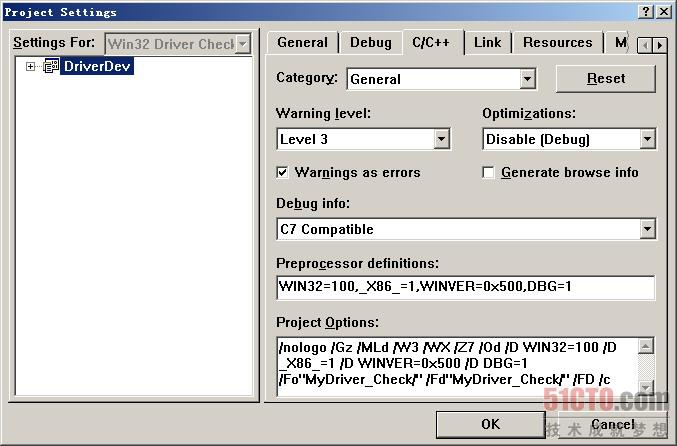 Project Settings
Settings For: Win32 Driver Check
DriverDev
General Debug C/C++ Link Resources M
Category: General Reset
Warning level: Optimizations:
Level 3 Disable (Debug)
Warnings as errors Generate browse info
Debug info:
C7 Compatible
Preprocessor definitions:
WIN32=100,_X86_=1,WINVER=0x500,DBG=1
Project Options:
/nologo /Gz /MLd /W3 /WX /Z7 /Od /D WIN32=100 /D
_X86_=1 /D WINVER=0x500 /D DBG=1
/Fo"MyDriver_Check/" /Fd"MyDriver_Check/" /FD /c
51CTO.com
技术成就梦想
OK Cancel